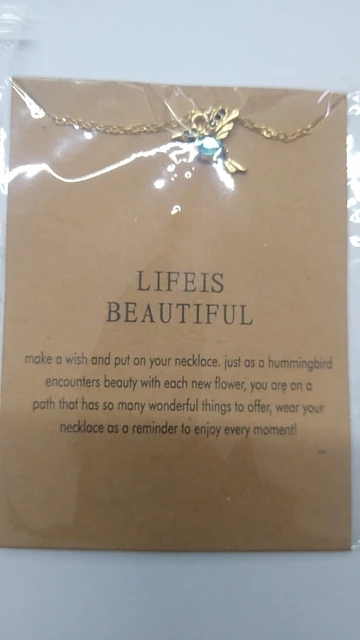 LIFEIS
BEAUTIFUL
make a wish and put on your necklace. just as a hummingbird
encounters beauty with each new flower, you are on a
path that has so many wonderful things to offer, wear your
necklace as a reminder to enjoy every moment!